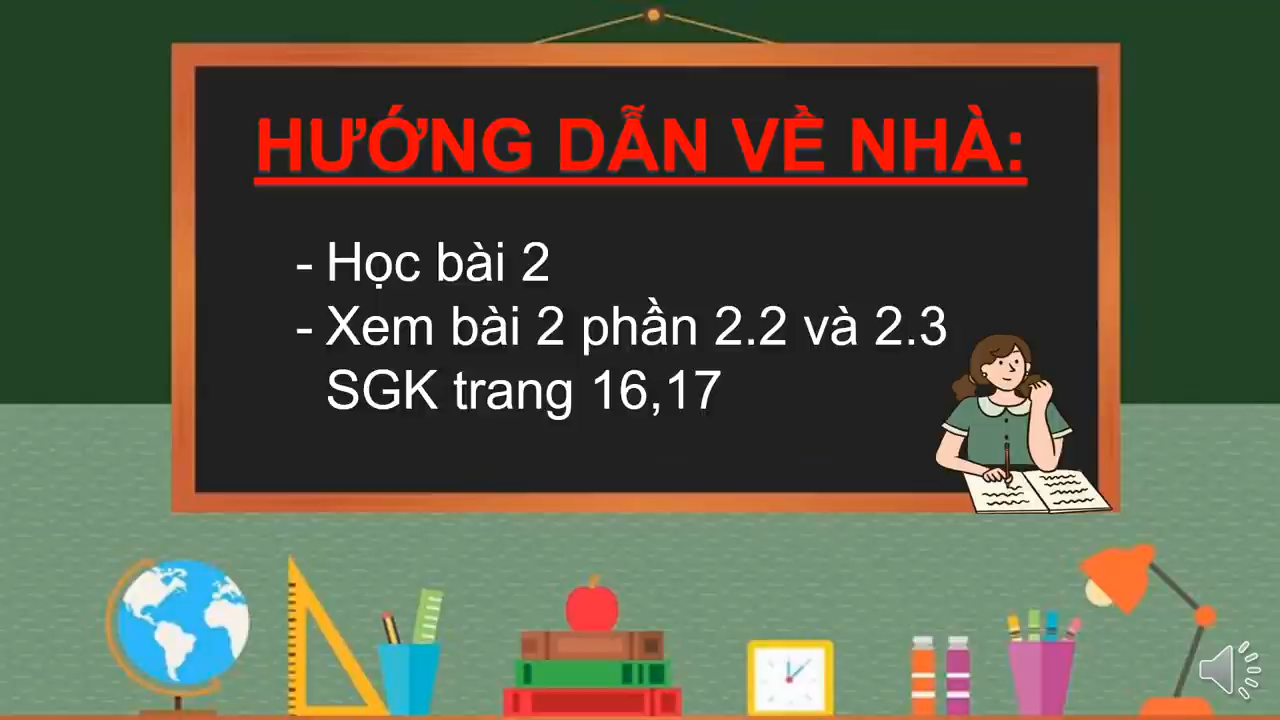 HƯỚNG DẪN VỀ NHÀ:
- Học bài 2
- Xem bài 2 phần 2.2 và 2.3
SGK trang 16,17